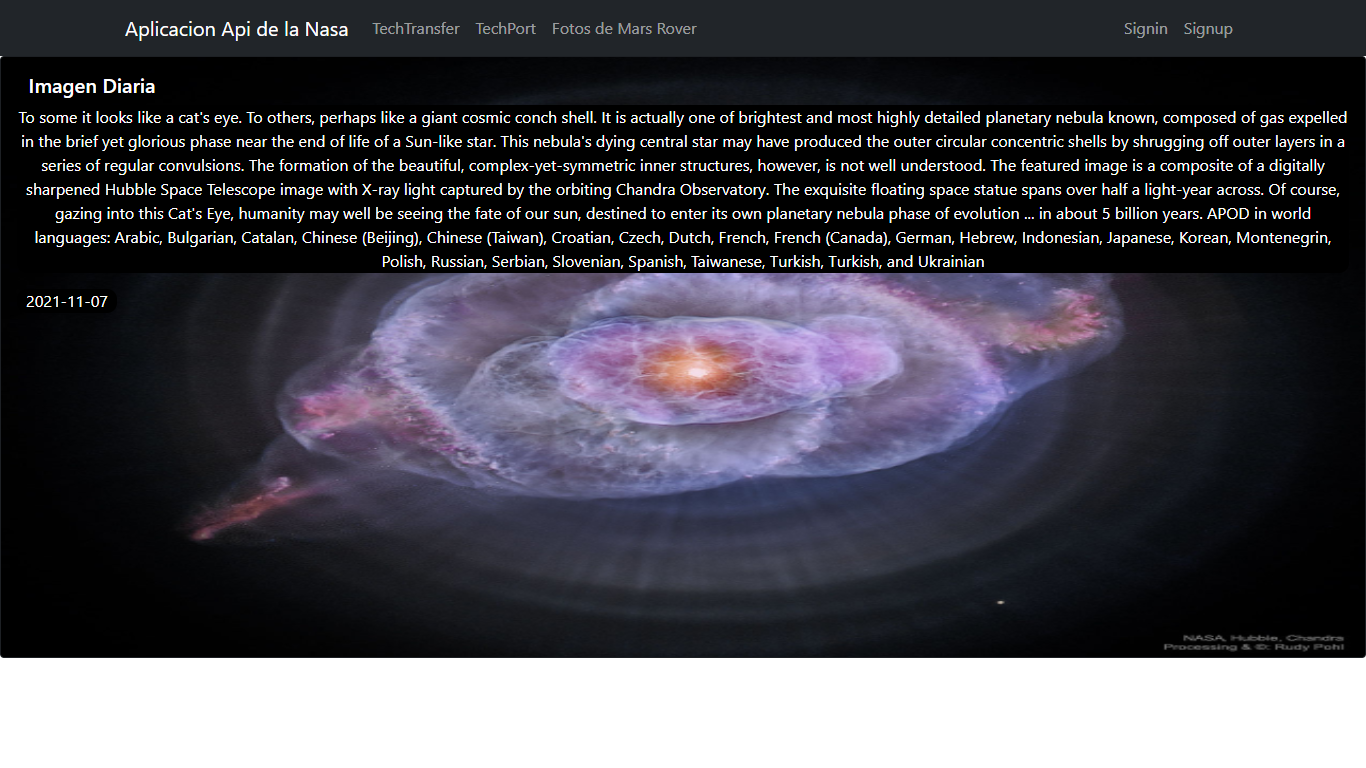 Aplicacion Api de la Nasa TechTransfer TechPort Fotos de Mars Rover Signin Signup
Imagen Diaria
To some it looks like a cat's eye. To others, perhaps like a giant cosmic conch shell. It is actually one of brightest and most highly detailed planetary nebula known, composed of gas expelled
in the brief yet glorious phase near the end of life of a Sun-like star. This nebula's dying central star may have produced the outer circular concentric shells by shrugging off outer layers in a
series of regular convulsions. The formation of the beautiful, complex-yet-symmetric inner structures, however, is not well understood. The featured image is a composite of a digitally
sharpened Hubble Space Telescope image with X-ray light captured by the orbiting Chandra Observatory. The exquisite floating space statue spans over half a light-year across. Of course,
gazing into this Cat's Eye, humanity may well be seeing the fate of our sun, destined to enter its own planetary nebula phase of evolution ... in about 5 billion years. APOD in world
languages: Arabic, Bulgarian, Catalan, Chinese (Beijing), Chinese (Taiwan), Croatian, Czech, Dutch, French, French (Canada), German, Hebrew, Indonesian, Japanese, Korean, Montenegrin,
Polish, Russian, Serbian, Slovenian, Spanish, Taiwanese, Turkish, Turkish, and Ukrainian
2021-11-07
NASA, Hubble, Chandra
Processing & ©: Rudy Pohl